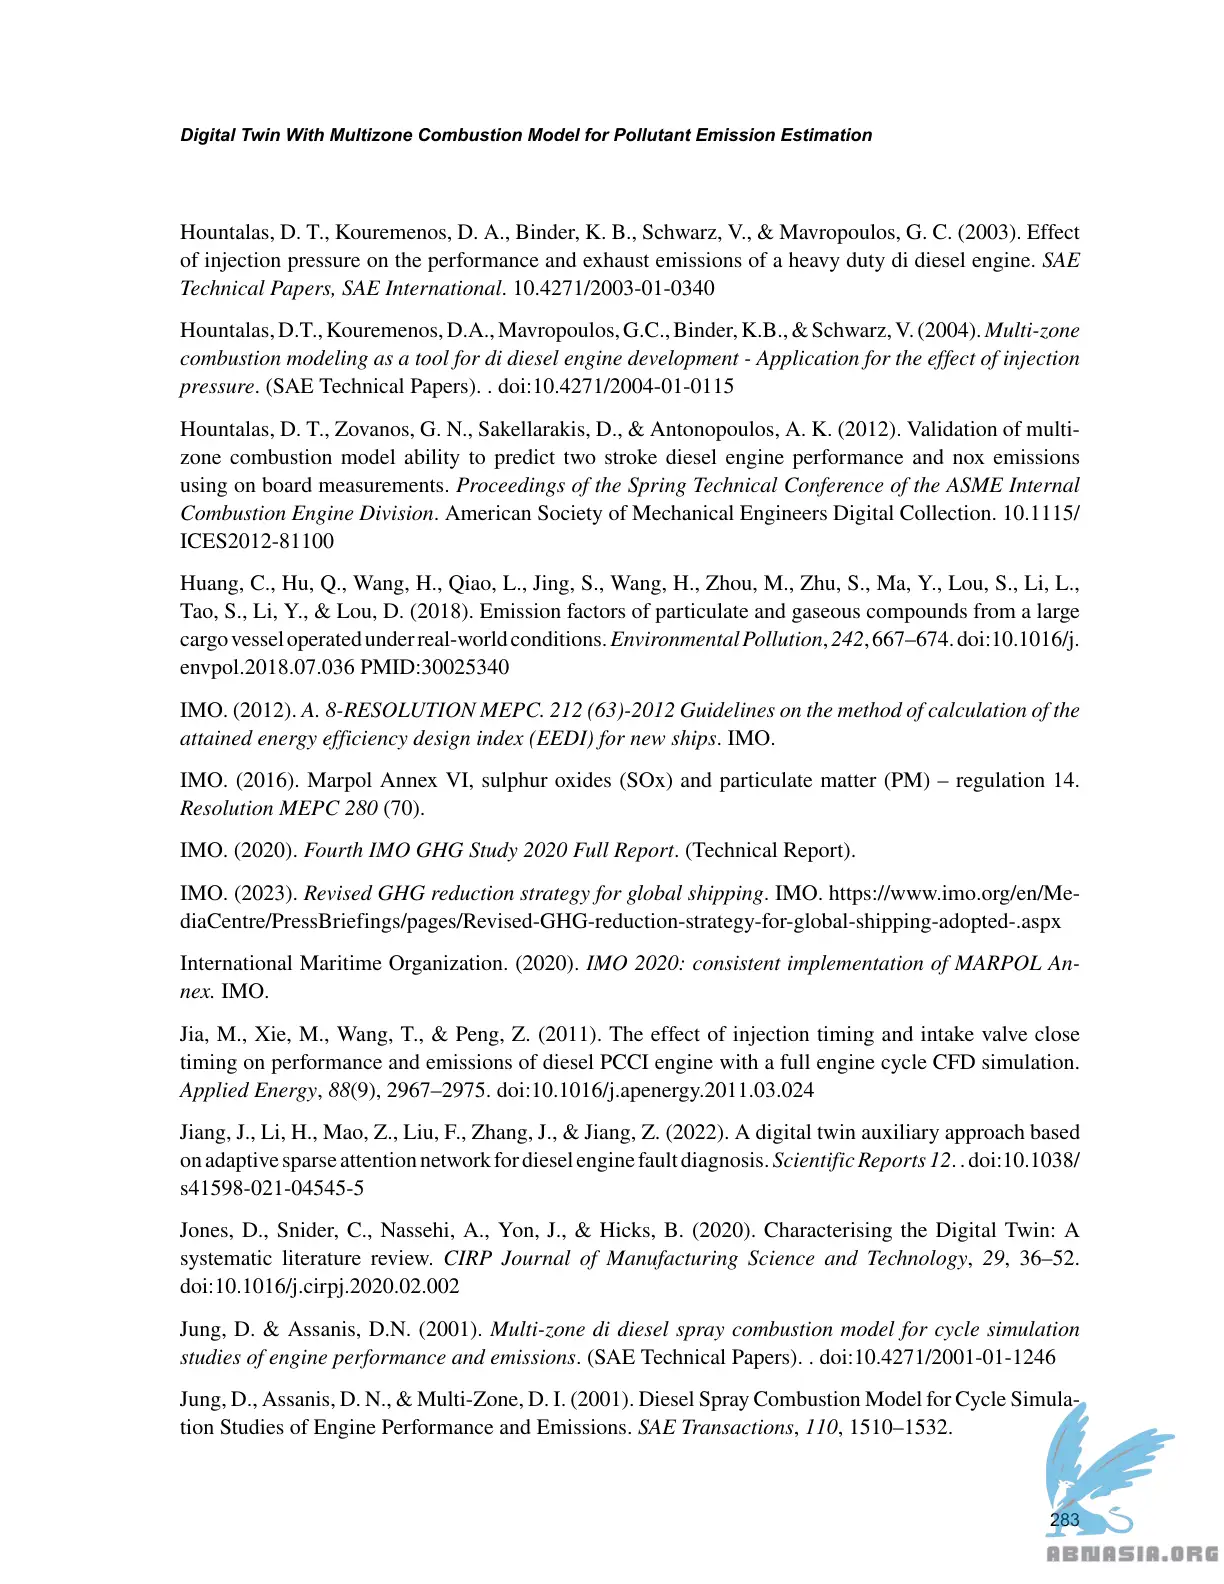 Digital Twin With Multizone Combustion Model for Pollutant Emission Estimation
Hountalas, D. T., Kouremenos, D. A., Binder, K. B., Schwarz, V., & Mavropoulos, G. C. (2003). Effect
of injection pressure on the performance and exhaust emissions of a heavy duty di diesel engine. SAE
Technical Papers, SAE International. 10.4271/2003-01-0340
Hountalas, D.T., Kouremenos, D.A., Mavropoulos, G.C., Binder, K.B., & Schwarz, V. (2004). Multi-zone
combustion modeling as a tool for di diesel engine development - Application for the effect of injection
pressure. (SAE Technical Papers). . doi:10.4271/2004-01-0115
Hountalas, D. T., Zovanos, G. N., Sakellarakis, D., & Antonopoulos, A. K. (2012). Validation of multi-
zone combustion model ability to predict two stroke diesel engine performance and nox emissions
using on board measurements. Proceedings of the Spring Technical Conference of the ASME Internal
Combustion Engine Division. American Society of Mechanical Engineers Digital Collection. 10.1115/
ICES2012-81100
Huang, C., Hu, Q., Wang, H., Qiao, L., Jing, S., Wang, H., Zhou, M., Zhu, S., Ma, Y., Lou, S., Li, L.,
Tao, S., Li, Y., & Lou, D. (2018). Emission factors of particulate and gaseous compounds from a large
cargo vessel operated under real-world conditions. Environmental Pollution, 242, 667–674. doi:10.1016/j.
envpol.2018.07.036 PMID:30025340
IMO. (2012). A. 8-RESOLUTION MEPC. 212 (63)-2012 Guidelines on the method of calculation of the
attained energy efficiency design index (EEDI) for new ships. IMO.
IMO. (2016). Marpol Annex VI, sulphur oxides (SOx) and particulate matter (PM) – regulation 14.
Resolution MEPC 280 (70).
IMO. (2020). Fourth IMO GHG Study 2020 Full Report. (Technical Report).
IMO. (2023). Revised GHG reduction strategy for global shipping. IMO. https://www.imo.org/en/Me-
diaCentre/PressBriefings/pages/Revised-GHG-reduction-strategy-for-global-shipping-adopted-.aspx
International Maritime Organization. (2020). IMO 2020: consistent implementation of MARPOL An-
nex. IMO.
Jia, M., Xie, M., Wang, T., & Peng, Z. (2011). The effect of injection timing and intake valve close
timing on performance and emissions of diesel PCCI engine with a full engine cycle CFD simulation.
Applied Energy, 88(9), 2967–2975. doi:10.1016/j.apenergy.2011.03.024
Jiang, J., Li, H., Mao, Z., Liu, F., Zhang, J., & Jiang, Z. (2022). A digital twin auxiliary approach based
on adaptive sparse attention network for diesel engine fault diagnosis. Scientific Reports 12. . doi:10.1038/
s41598-021-04545-5
Jones, D., Snider, C., Nassehi, A., Yon, J., & Hicks, B. (2020). Characterising the Digital Twin: A
systematic literature review. CIRP Journal of Manufacturing Science and Technology, 29, 36–52.
doi:10.1016/j.cirpj.2020.02.002
Jung, D. & Assanis, D.N. (2001). Multi-zone di diesel spray combustion model for cycle simulation
studies of engine performance and emissions. (SAE Technical Papers). . doi:10.4271/2001-01-1246
Jung, D., Assanis, D. N., & Multi-Zone, D. I. (2001). Diesel Spray Combustion Model for Cycle Simula-
tion Studies of Engine Performance and Emissions. SAE Transactions, 110, 1510–1532.
283
ABNASIA.ORG